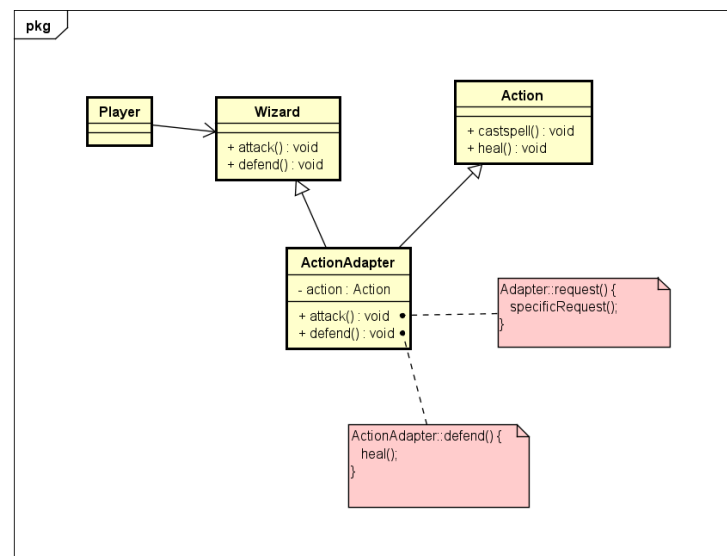 pkg
Player
Wizard
+ attack() : void
+ defend() : void
Action
+ castspell() : void
+ heal() : void
ActionAdapter
- action : Action
+ attack() : void
+ defend() : void
Adapter::request() {
specificRequest();
}
ActionAdapter::defend() {
heal();
}